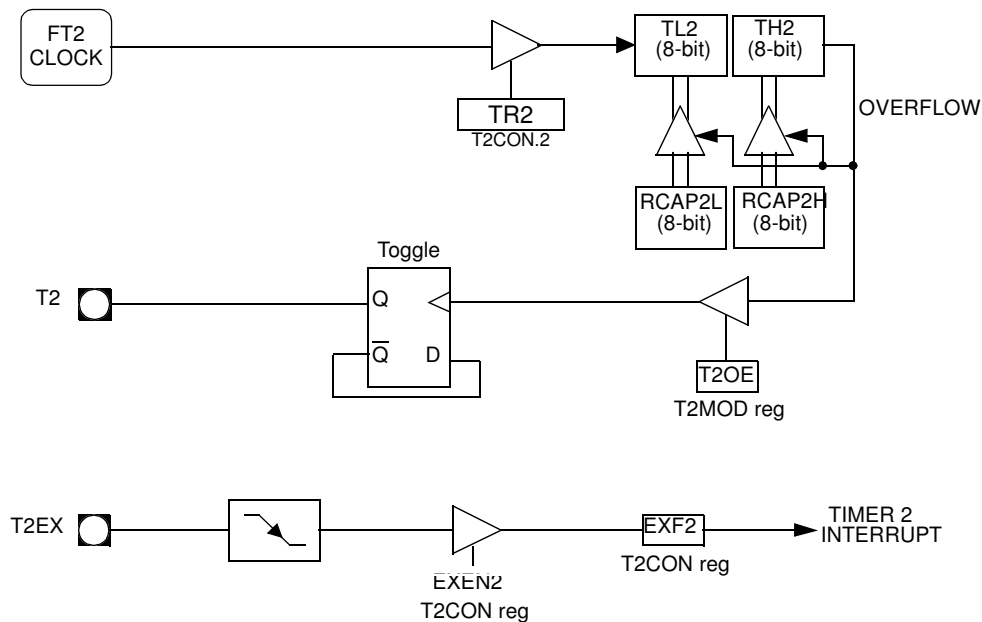 FT2
CLOCK
TR2
T2CON.2
TL2
(8-bit)
TH2
(8-bit)
OVERFLOW
RCAP2L
(8-bit)
RCAP2H
(8-bit)
Toggle
T2
Q
Q
D
T2OE
T2MOD reg
T2EX
EXEN2
T2CON reg
EXF2
T2CON reg
TIMER 2
INTERRUPT